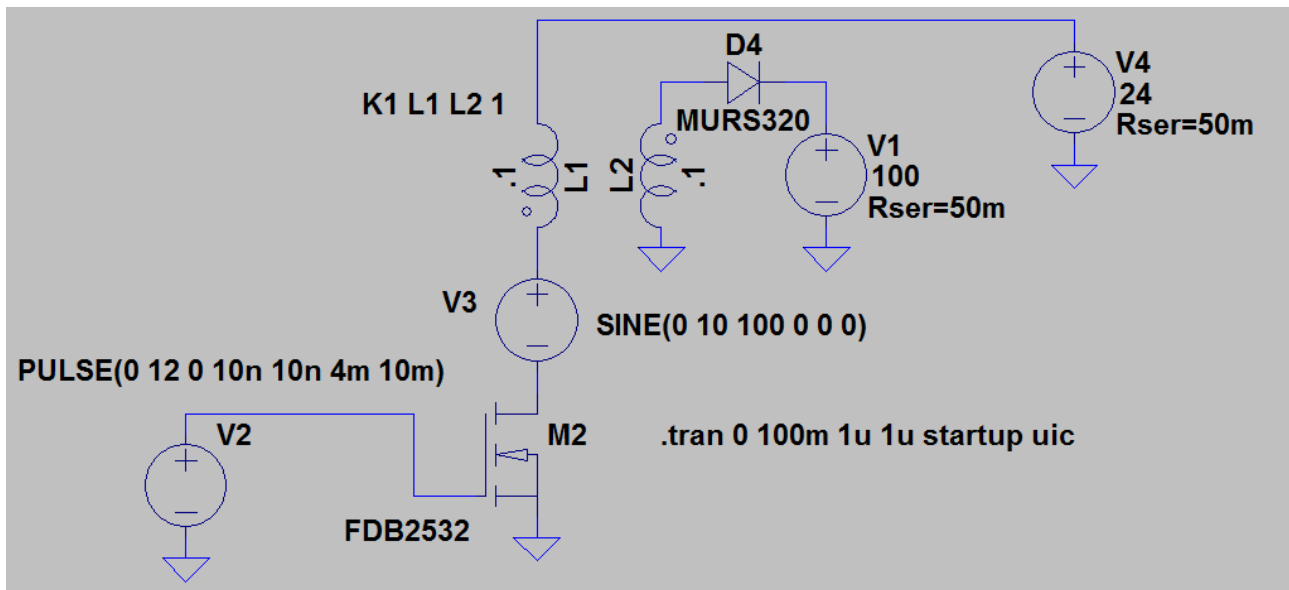 D4
V4
24
Rser=50m
K1 L1 L2 1
MURS320
V1
100
Rser=50m
.1
L1
L2
.1
V3
SINE(0 10 100 0 0 0)
PULSE(0 12 0 10n 10n 4m 10m)
V2
M2
.tran 0 100m 1u 1u startup uic
FDB2532